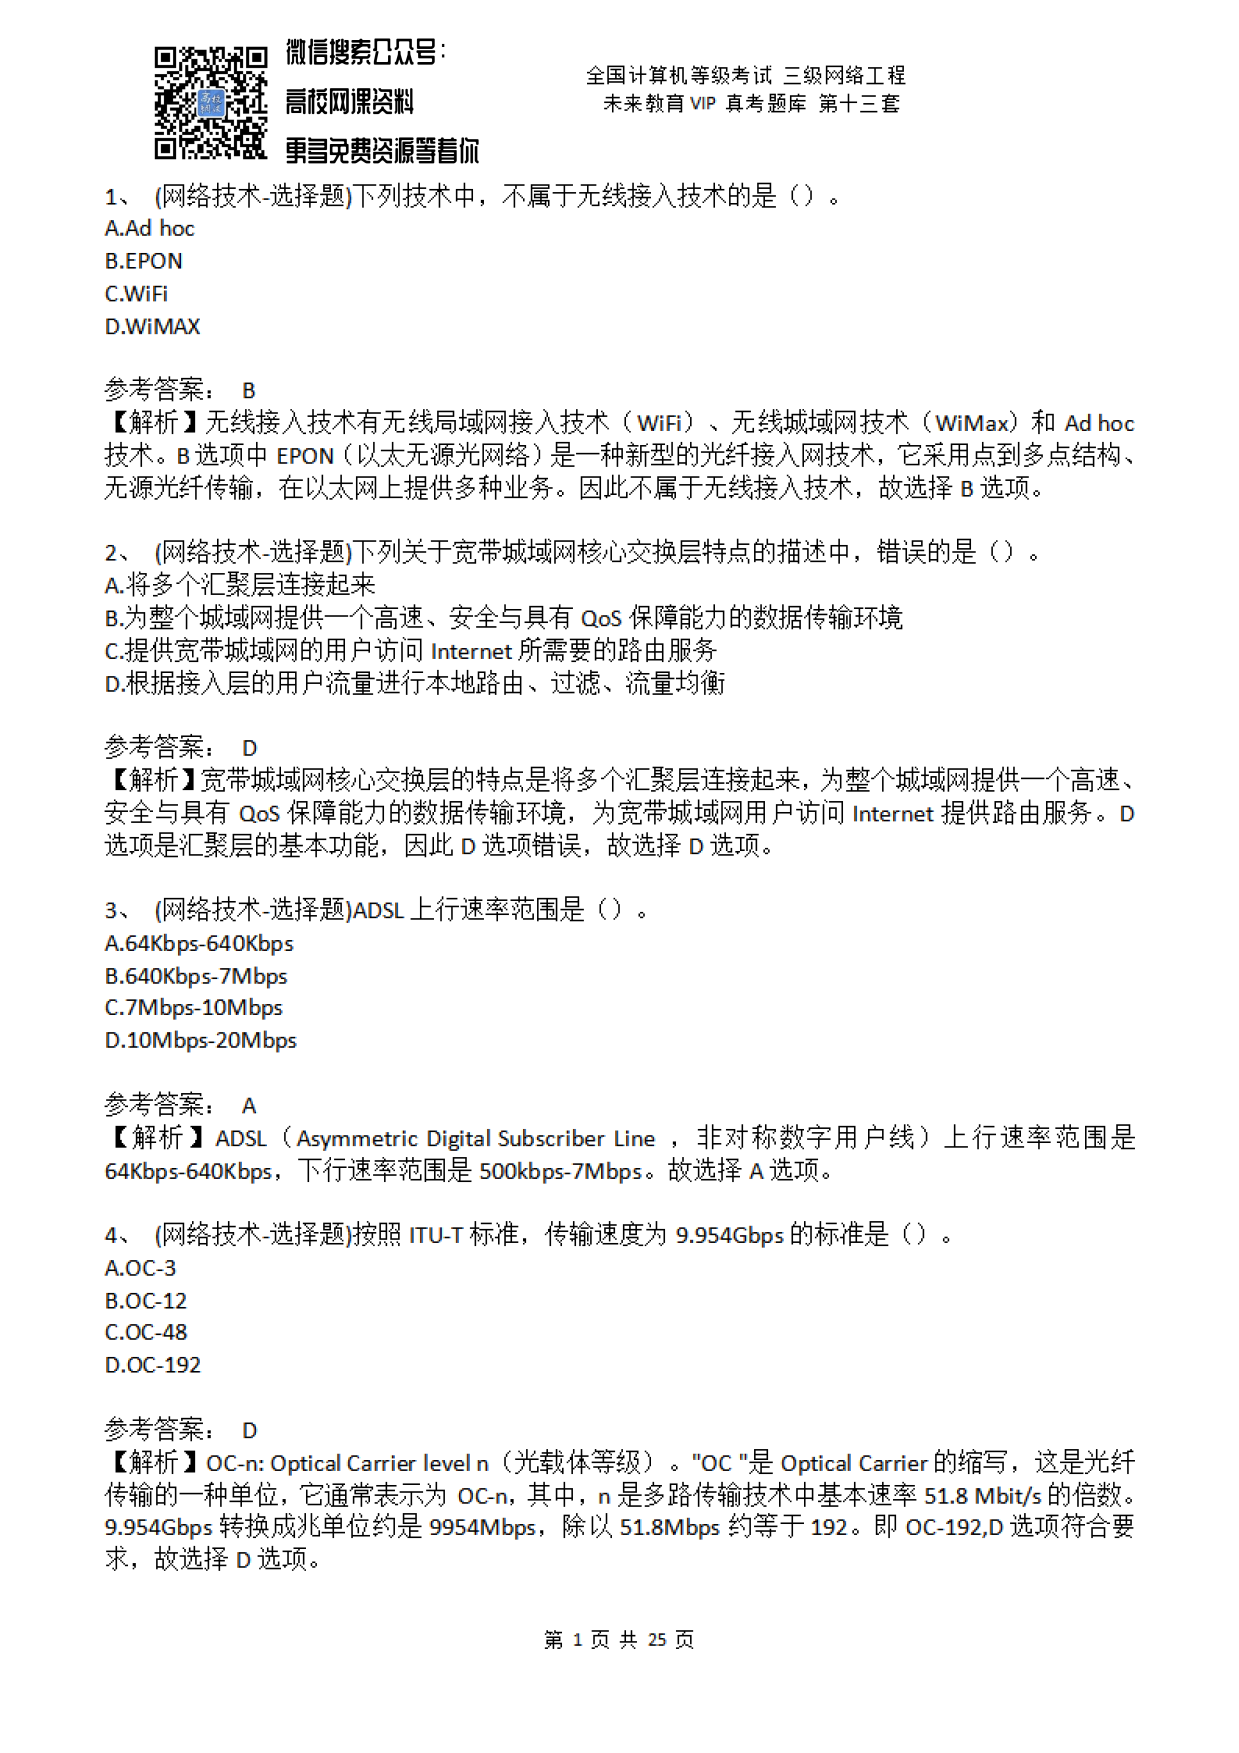 微信搜索公众号：
高校网课资料
更多免费资源等着你
全国计算机等级考试 三级网络工程
未来教育 VIP 真考题库 第十三套
1、 (网络技术-选择题)下列技术中，不属于无线接入技术的是（）。
A.Ad hoc
B.EPON
C.WiFi
D.WiMAX
参考答案： B
【解析】无线接入技术有无线局域网接入技术（WiFi）、无线城域网技术（WiMax）和 Ad hoc
技术。B 选项中 EPON（以太无源光网络）是一种新型的光纤接入网技术，它采用点到多点结构、
无源光纤传输，在以太网上提供多种业务。因此不属于无线接入技术，故选择 B 选项。
2、 (网络技术-选择题)下列关于宽带城域网核心交换层特点的描述中，错误的是（）。
A.将多个汇聚层连接起来
B.为整个城域网提供一个高速、安全与具有 QoS 保障能力的数据传输环境
C.提供宽带城域网的用户访问 Internet 所需要的路由服务
D.根据接入层的用户流量进行本地路由、过滤、流量均衡
参考答案： D
【解析】宽带城域网核心交换层的特点是将多个汇聚层连接起来，为整个城域网提供一个高速、
安全与具有 QoS 保障能力的数据传输环境，为宽带城域网用户访问 Internet 提供路由服务。D
选项是汇聚层的基本功能，因此 D 选项错误，故选择 D 选项。
3、 (网络技术-选择题)ADSL 上行速率范围是（）。
A.64Kbps-640Kbps
B.640Kbps-7Mbps
C.7Mbps-10Mbps
D.10Mbps-20Mbps
参考答案： A
【解析】ADSL（Asymmetric Digital Subscriber Line ，非对称数字用户线）上行速率范围是
64Kbps-640Kbps，下行速率范围是 500kbps-7Mbps。故选择 A 选项。
4、 (网络技术-选择题)按照 ITU-T 标准，传输速度为 9.954Gbps 的标准是（）。
A.OC-3
B.OC-12
C.OC-48
D.OC-192
参考答案： D
【解析】OC-n: Optical Carrier level n（光载体等级）。"OC "是 Optical Carrier 的缩写，这是光纤
传输的一种单位，它通常表示为 OC-n，其中，n 是多路传输技术中基本速率 51.8 Mbit/s 的倍数。
9.954Gbps 转换成兆单位约是 9954Mbps，除以 51.8Mbps 约等于 192。即 OC-192,D 选项符合要
求，故选择 D 选项。
第 1 页 共 25 页